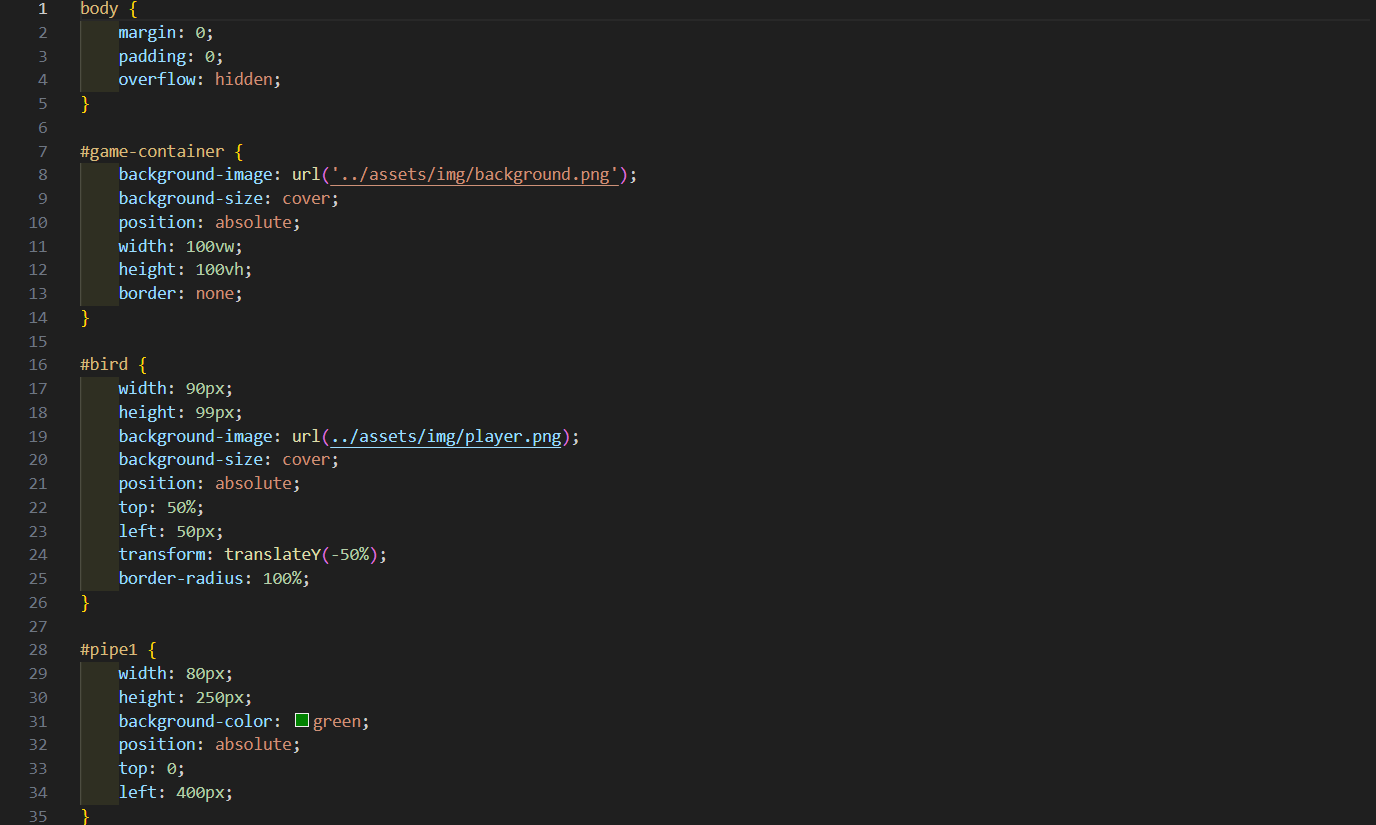 1 body {
2     margin: 0;
3     padding: 0;
4     overflow: hidden;
5 }
6
7 #game-container {
8     background-image: url('../assets/img/background.png');
9     background-size: cover;
10     position: absolute;
11     width: 100vw;
12     height: 100vh;
13     border: none;
14 }
15
16 #bird {
17     width: 90px;
18     height: 99px;
19     background-image: url(../assets/img/player.png);
20     background-size: cover;
21     position: absolute;
22     top: 50%;
23     left: 50px;
24     transform: translateY(-50%);
25     border-radius: 100%;
26 }
27
28 #pipe1 {
29     width: 80px;
30     height: 250px;
31     background-color: green;
32     position: absolute;
33     top: 0;
34     left: 400px;
35 }